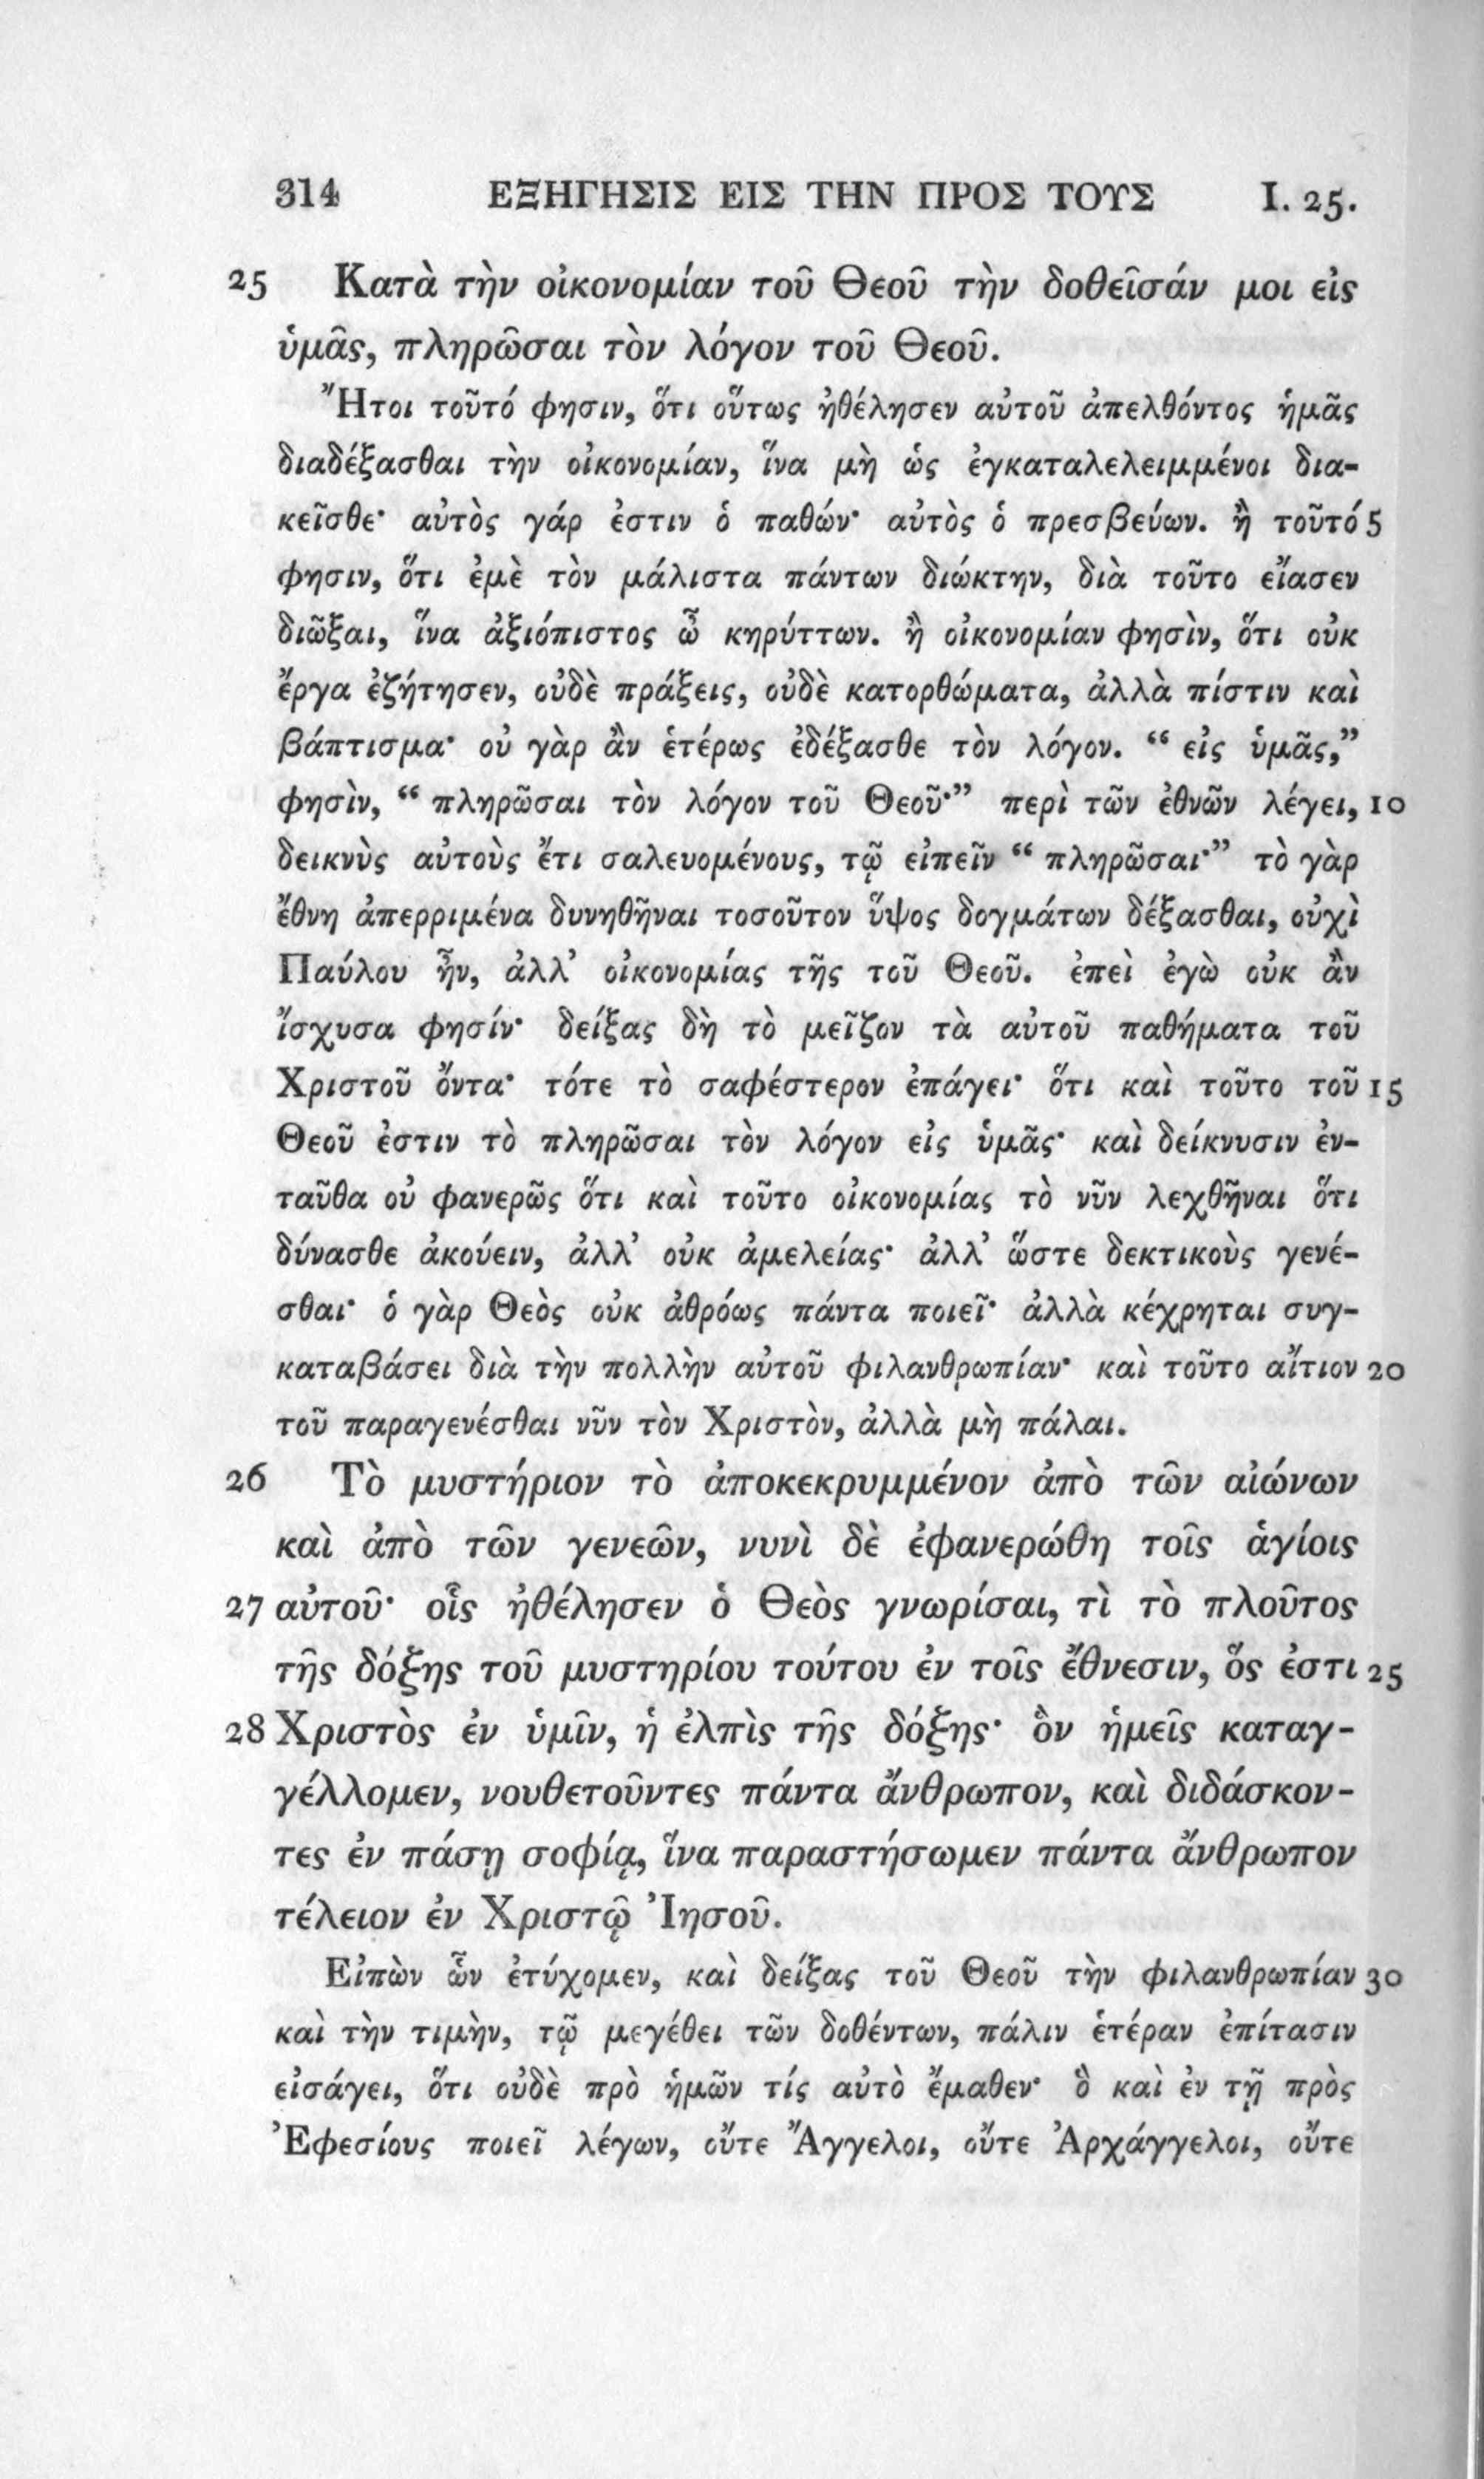 314 ΕΞΗΓΗΣΙΣ ΕΙΣ ΤΗΝ ΠΡΟΣ ΤΟΥΣ I. 25.
25 Κατὰ τὴν οἰκονομίαν τοῦ Θεοῦ τὴν δοθεῖσάν μοι εἰς
ὑμᾶς, πληρῶσαι τὸν λόγον τοῦ Θεοῦ.
Ἤτοι τοῦτό φησιν, ὅτι οὕτως ἠθέλησεν αὐτοῦ ἀπελθόντος ἡμᾶς
διαδέξασθαι τὴν οἰκονομίαν, ἵνα μὴ ὡς ἐγκαταλελειμμένοι δια-
κεῖσθε· αὐτὸς γάρ ἐστιν ὁ παθών· αὐτὸς ὁ πρεσβεύων. ἢ τοῦτό 5
φησιν, ὅτι ἐμὲ τὸν μάλιστα πάντων διώκτην, διὰ τοῦτο εἴασεν
διῶξαι, ἵνα ἀξιόπιστος ὦ κηρύττων. ἢ οἰκονομίαν φησὶν, ὅτι οὐκ
ἔργα ἐζήτησεν, οὐδὲ πράξεις, οὐδὲ κατορθώματα, ἀλλὰ πίστιν καὶ
βάπτισμα· οὐ γὰρ ἂν ἑτέρως ἐδέξασθε τὸν λόγον. “ εἰς ὑμᾶς,”
φησὶν, “ πληρῶσαι τὸν λόγον τοῦ Θεοῦ·” περὶ τῶν ἐθνῶν λέγει, 10
δεικνὺς αὐτοὺς ἔτι σαλευομένους, τῷ εἰπεῖν “ πληρῶσαι·” τὸ γὰρ
ἔθνη ἀπερριμένα δυνηθῆναι τοσοῦτον ὕψος δογμάτων δέξασθαι, οὐχὶ
Παύλου ἦν, ἀλλ’ οἰκονομίας τῆς τοῦ Θεοῦ. ἐπεὶ ἐγὼ οὐκ ἂν
ἴσχυσα φησίν· δείξας δὴ τὸ μεῖζον τὰ αὐτοῦ παθήματα τοῦ
Χριστοῦ ὄντα· τότε τὸ σαφέστερον ἐπάγει· ὅτι καὶ τοῦτο τοῦ 15
Θεοῦ ἐστιν τὸ πληρῶσαι τὸν λόγον εἰς ὑμᾶς· καὶ δείκνυσιν ἐν-
ταῦθα οὐ φανερῶς ὅτι καὶ τοῦτο οἰκονομίας τὸ νῦν λεχθῆναι ὅτι
δύνασθε ἀκούειν, ἀλλ’ οὐκ ἀμελείας· ἀλλ’ ὥστε δεκτικοὺς γενέ-
σθαι· ὁ γὰρ Θεὸς οὐκ ἀθρόως πάντα ποιεῖ· ἀλλὰ κέχρηται συγ-
καταβάσει διὰ τὴν πολλὴν αὐτοῦ φιλανθρωπίαν· καὶ τοῦτο αἴτιον 20
τοῦ παραγενέσθαι νῦν τὸν Χριστὸν, ἀλλὰ μὴ πάλαι.
26 Τὸ μυστήριον τὸ ἀποκεκρυμμένον ἀπὸ τῶν αἰώνων
καὶ ἀπὸ τῶν γενεῶν, νυνὶ δὲ ἐφανερώθη τοῖς ἁγίοις
27 αὐτοῦ· οἷς ἠθέλησεν ὁ Θεὸς γνωρίσαι, τὶ τὸ πλοῦτος
τῆς δόξης τοῦ μυστηρίου τούτου ἐν τοῖς ἔθνεσιν, ὅς ἐστι 25
28 Χριστὸς ἐν ὑμῖν, ἡ ἐλπὶς τῆς δόξης· ὃν ἡμεῖς καταγ-
γέλλομεν, νουθετοῦντες πάντα ἄνθρωπον, καὶ διδάσκον-
τες ἐν πάσῃ σοφίᾳ, ἵνα παραστήσωμεν πάντα ἄνθρωπον
τέλειον ἐν Χριστῷ Ἰησοῦ.
Εἰπὼν ὧν ἐτύχομεν, καὶ δείξας τοῦ Θεοῦ τὴν φιλανθρωπίαν 30
καὶ τὴν τιμὴν, τῷ μεγέθει τῶν δοθέντων, πάλιν ἑτέραν ἐπίτασιν
εἰσάγει, ὅτι οὐδὲ πρὸ ἡμῶν τίς αὐτὸ ἔμαθεν· ὃ καὶ ἐν τῇ πρὸς
Ἐφεσίους ποιεῖ λέγων, οὔτε Ἄγγελοι, οὔτε Ἀρχάγγελοι, οὔτε